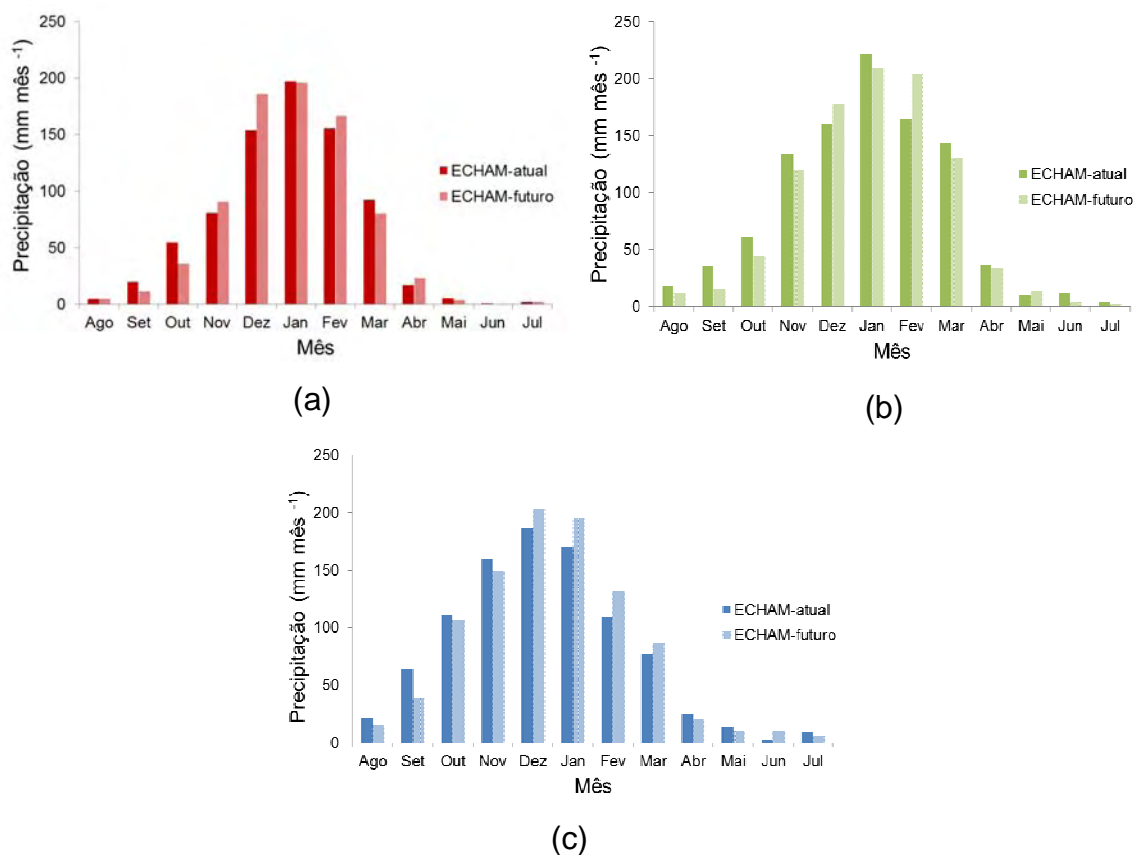 250
200
150
100
50
0
Precipitação (mm mês -1)
Ago Set Out Nov Dez Jan Fev Mar Abr Mai Jun Jul
Mês
ECHAM-atual
ECHAM-futuro
(a)
250
200
150
100
50
0
Precipitação (mm mês -1)
Ago Set Out Nov Dez Jan Fev Mar Abr Mai Jun Jul
Mês
ECHAM-atual
ECHAM-futuro
(b)
250
200
150
100
50
0
Precipitação (mm mês -1)
Ago Set Out Nov Dez Jan Fev Mar Abr Mai Jun Jul
Mês
ECHAM-atual
ECHAM-futuro
(c)